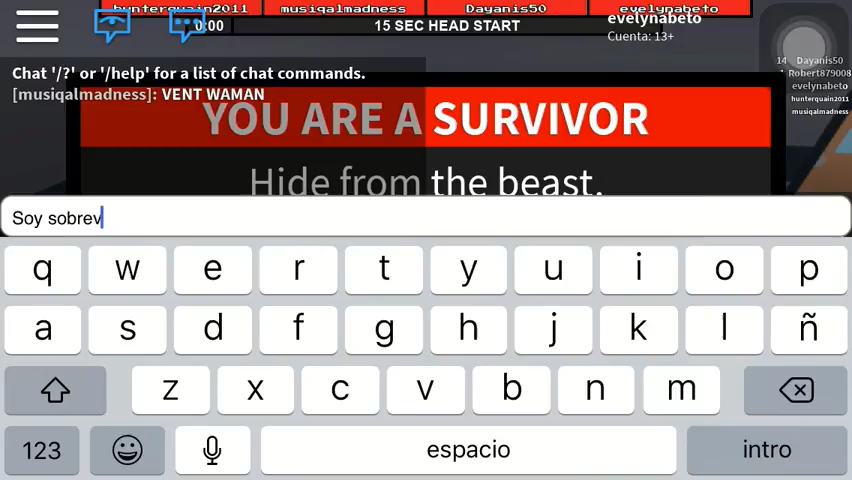 hunterquain2011 musiqalmadness Dayanis50 evelynabeto
0:00 15 SEC HEAD START
evelynabeto
Cuenta: 13+
14 Dayanis50
Robert879008
evelynabeto
hunterquain2011
musiqalmadness
Chat '/?' or '/help' for a list of chat commands.
[musiqalmadness]: VENT WAMAN
YOU ARE A SURVIVOR
Hide from the beast.
Soy sobrev
q w e r t y u i o p
a s d f g h j k l ñ
z x c v b n m
123 espacio intro